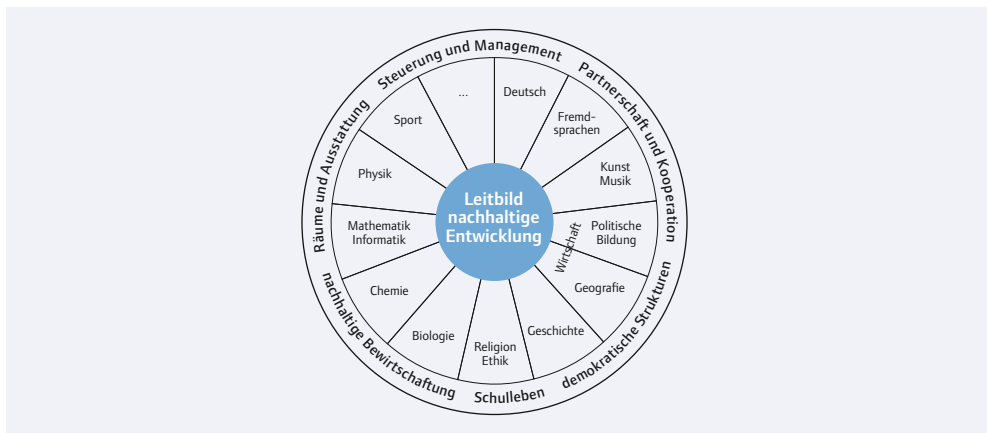 Steuerung und Management
Partnerschaft und Kooperation
demokratische Strukturen
Schulleben
nachhaltige Bewirtschaftung
Räume und Ausstattung
...
Deutsch
Fremd-
sprachen
Kunst
Musik
Politische
Bildung
Wirtschaft
Geografie
Geschichte
Religion
Ethik
Biologie
Chemie
Mathematik
Informatik
Physik
Sport
Leitbild
nachhaltige
Entwicklung